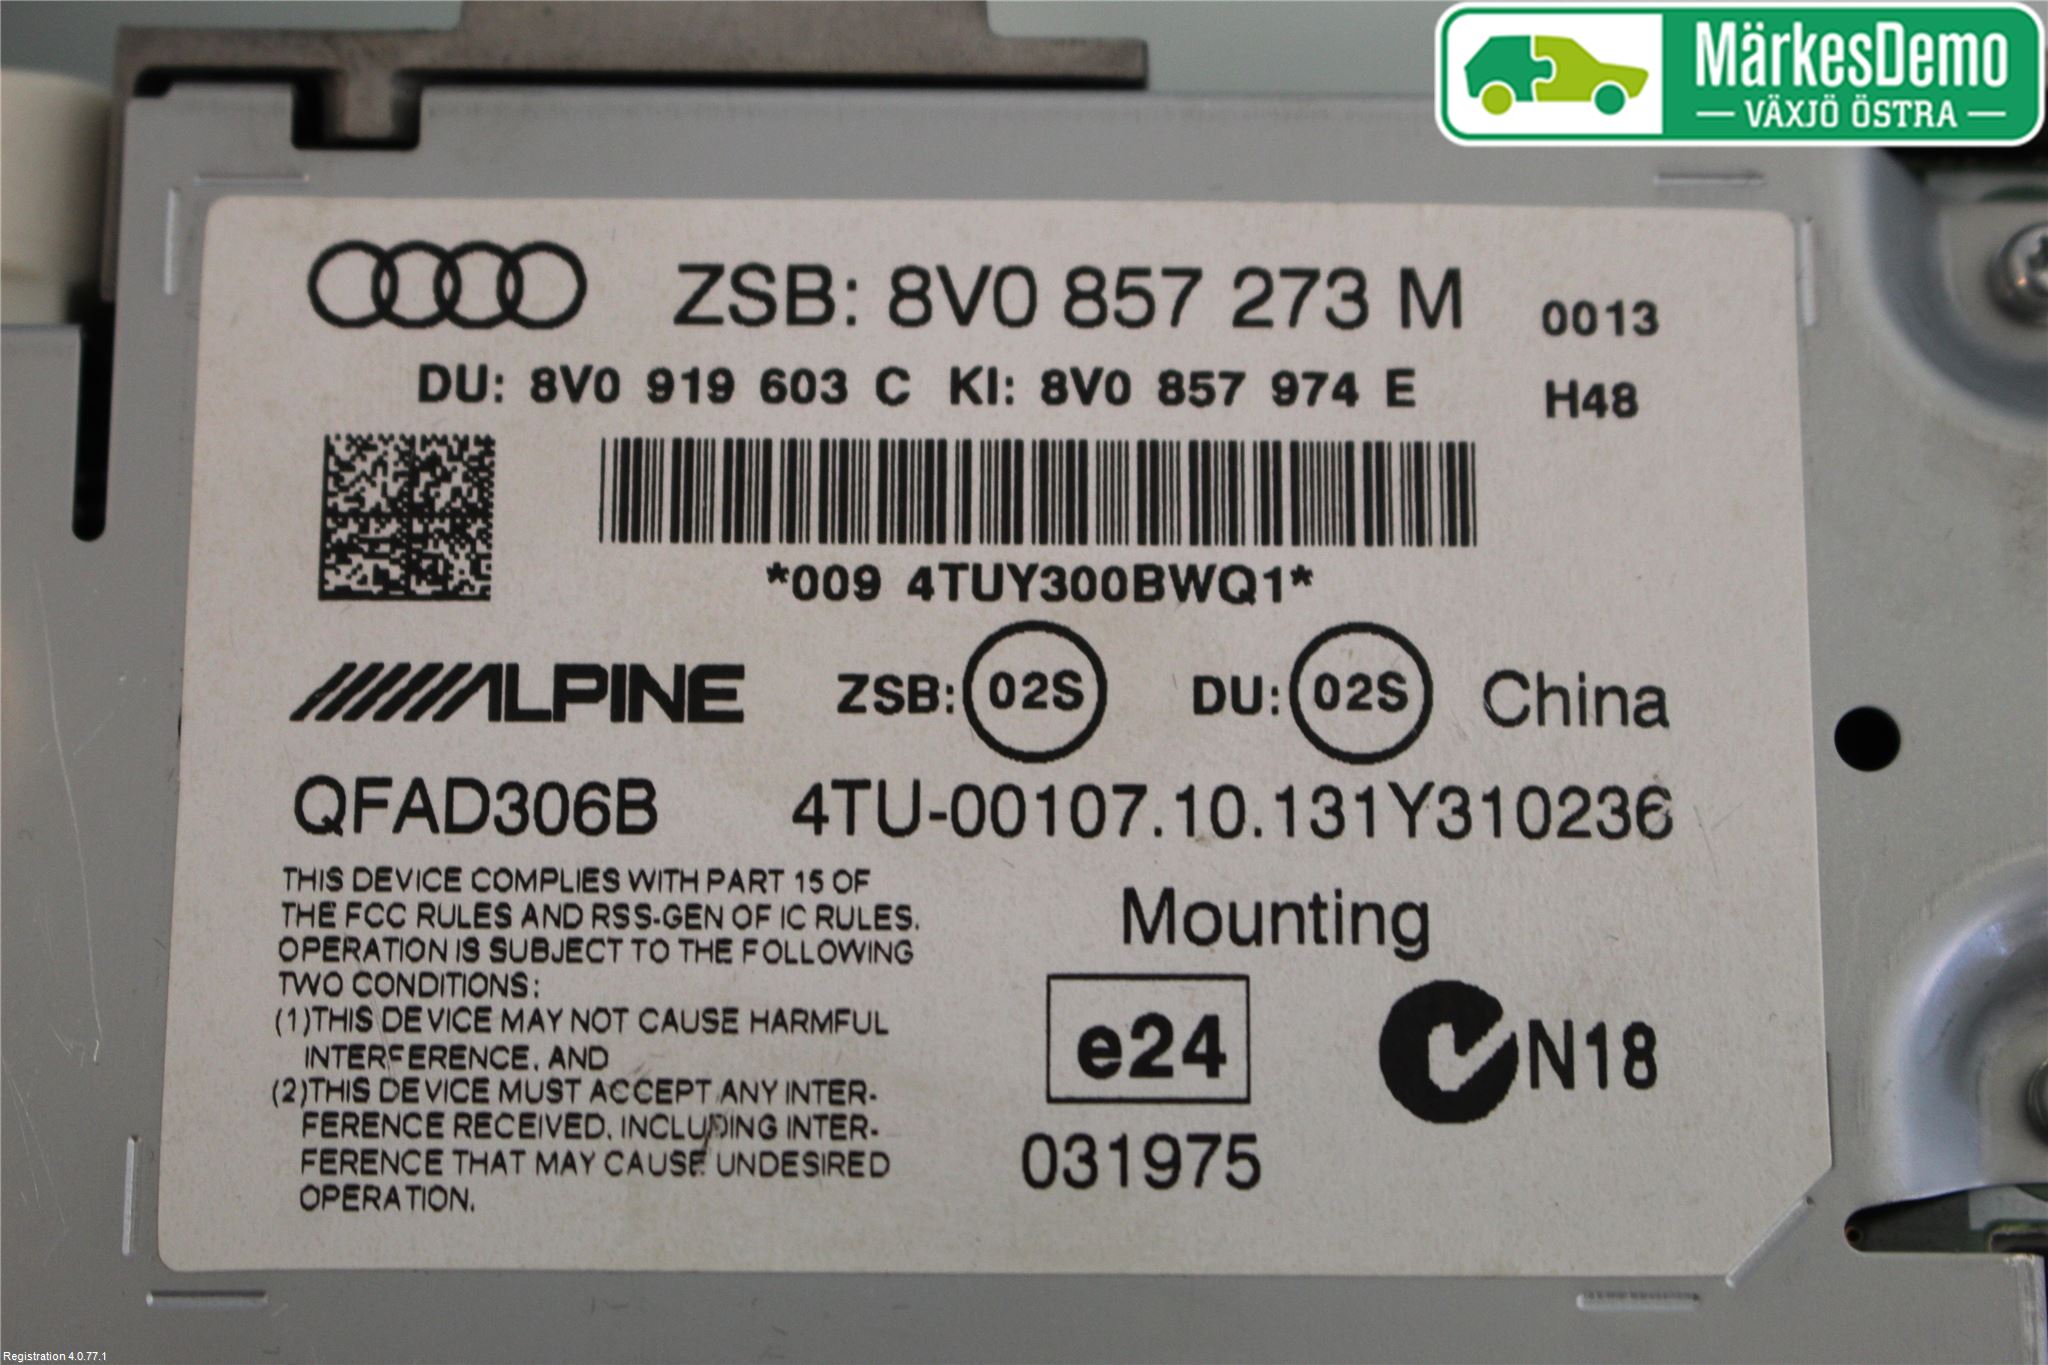 MärkesDemo
VÄXJÖ ÖSTRA
ZSB: 8V0 857 273 M 0013
DU: 8V0 919 603 C KI: 8V0 857 974 E H48
*009 4TUY300BWQ1*
ALPINE ZSB: 02S DU: 02S China
QFAD306B 4TU-00107.10.131Y310236
THIS DEVICE COMPLIES WITH PART 15 OF
THE FCC RULES AND RSS-GEN OF IC RULES.
OPERATION IS SUBJECT TO THE FOLLOWING
TWO CONDITIONS:
(1)THIS DEVICE MAY NOT CAUSE HARMFUL
INTERFERENCE, AND
(2)THIS DEVICE MUST ACCEPT ANY INTER-
FERENCE RECEIVED, INCLUDING INTER-
FERENCE THAT MAY CAUSE UNDESIRED
OPERATION.
Mounting
e24
N18
031975
Registration 4.0.77.1